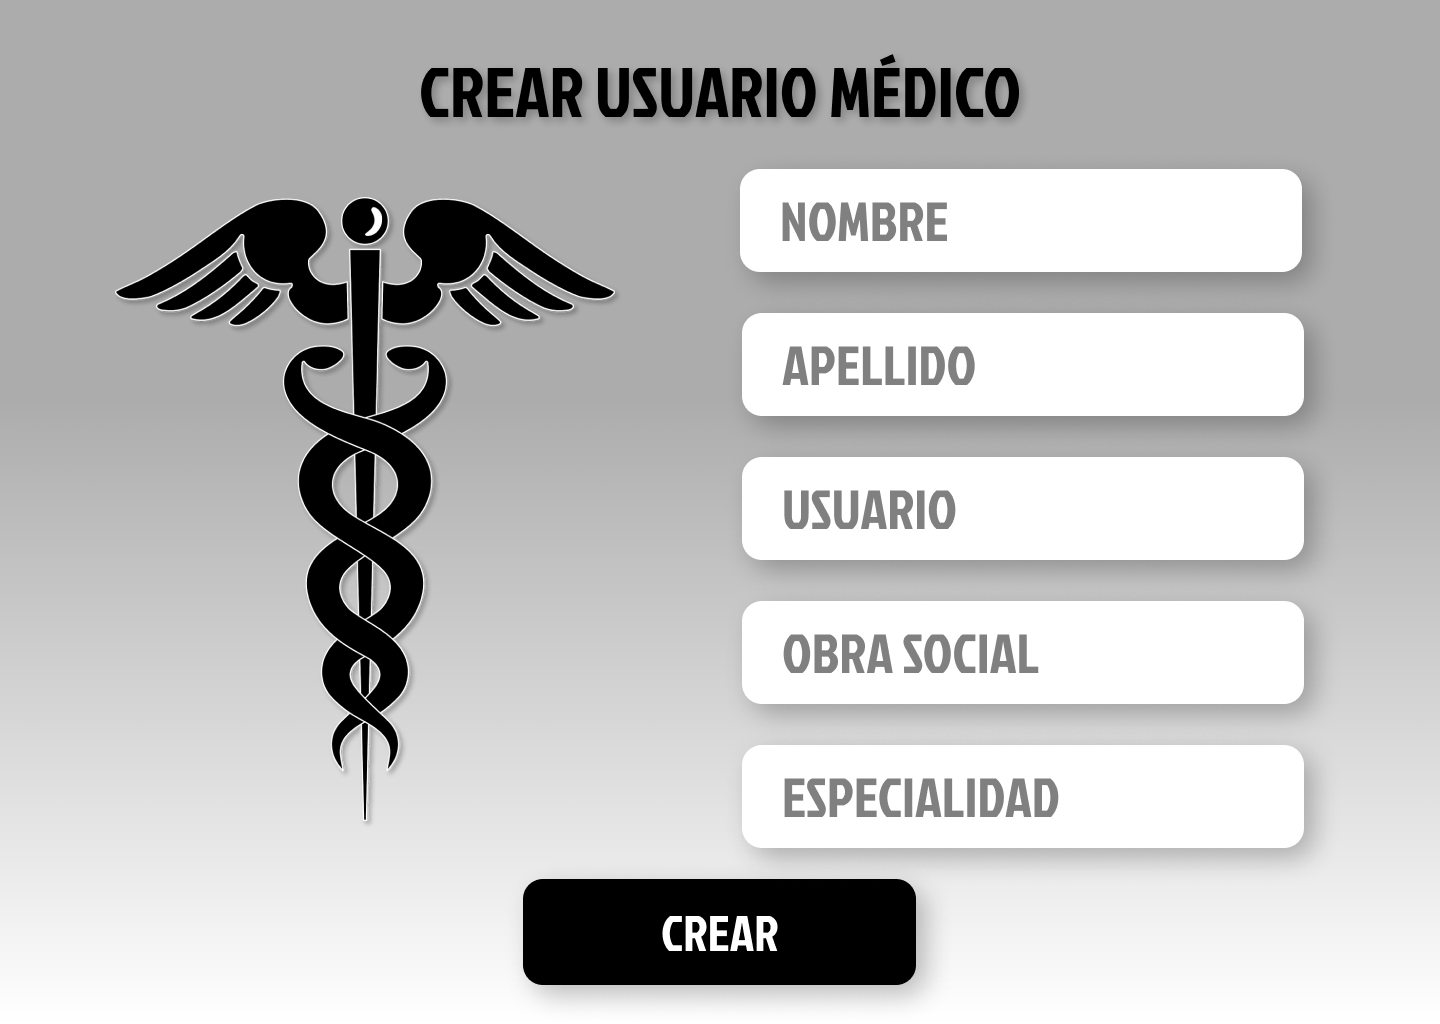 CREAR USUARIO MÉDICO
NOMBRE
APELLIDO
USUARIO
OBRA SOCIAL
ESPECIALIDAD
CREAR